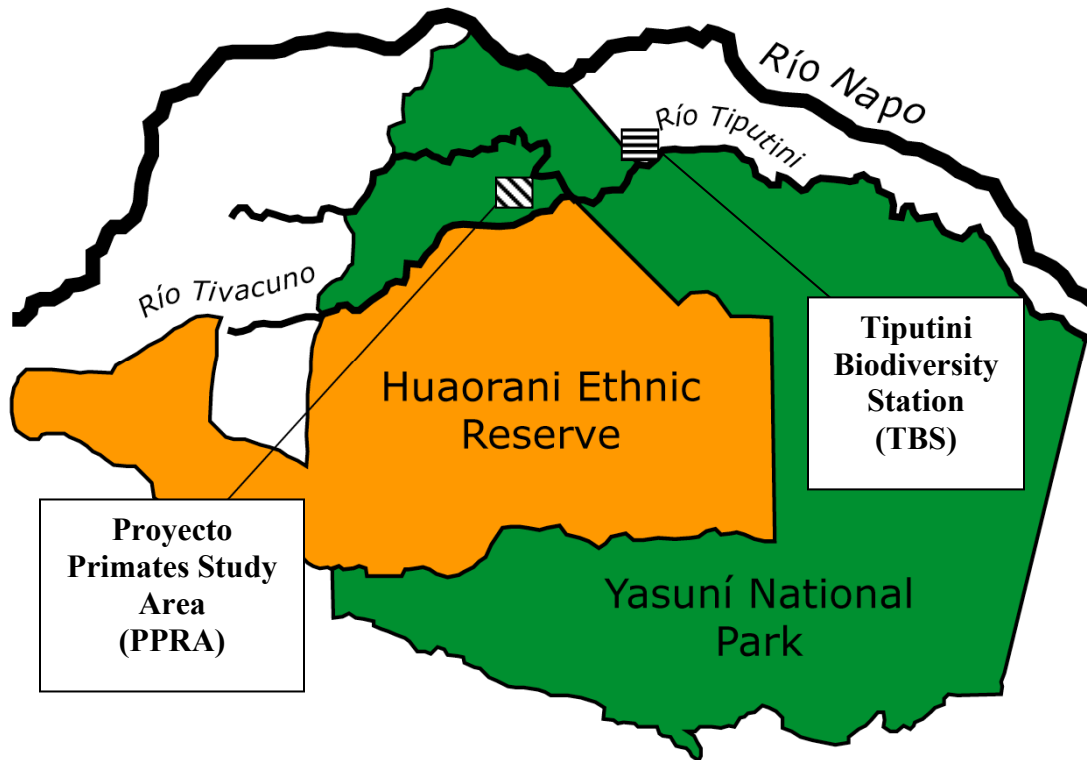 Río Napo
Río Tiputini
Río Tivacuno
Huaorani Ethnic
Reserve
Tiputini
Biodiversity
Station
(TBS)
Proyecto
Primates Study
Area
(PPRA)
Yasuní National
Park